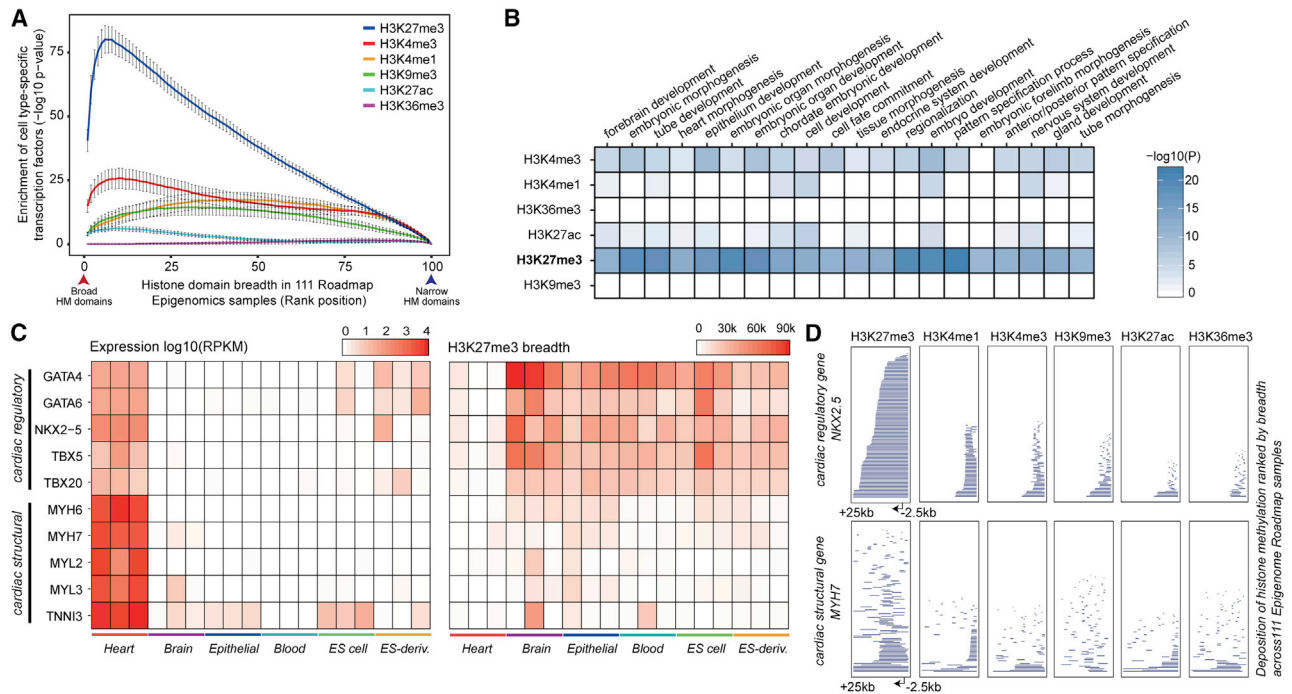 A
Enrichment of cell type-specific
transcription factors (−log10 p−value)
75
50
25
0
H3K27me3
H3K4me3
H3K4me1
H3K9me3
H3K27ac
H3K36me3
0
25
50
75
100
Broad
HM domains
Histone domain breadth in 111 Roadmap
Epigenomics samples (Rank position)
Narrow
HM domains
B
forebrain development
embryonic morphogenesis
tube development
heart morphogenesis
epithelium development
embryonic organ morphogenesis
embryonic organ development
chordate embryonic development
cell development
cell fate commitment
tissue morphogenesis
endocrine system development
regionalization
embryo development
pattern specification process
embryonic forelimb morphogenesis
anterior/posterior pattern specification
nervous system development
gland development
tube morphogenesis
H3K4me3
H3K4me1
H3K36me3
H3K27ac
H3K27me3
H3K9me3
−log10(P)
20
15
10
5
0
C
Expression log10(RPKM)
0 1 2 3 4
H3K27me3 breadth
0 30k 60k 90k
cardiac regulatory
GATA4
GATA6
NKX2−5
TBX5
TBX20
cardiac structural
MYH6
MYH7
MYL2
MYL3
TNNI3
Heart Brain Epithelial Blood ES cell ES-deriv.
Heart Brain Epithelial Blood ES cell ES-deriv.
D
H3K27me3 H3K4me1 H3K4me3 H3K9me3 H3K27ac H3K36me3
cardiac regulatory gene
NKX2.5
+25kb -2.5kb
cardiac structural gene
MYH7
+25kb -2.5kb
Deposition of histone methylation ranked by breadth
across111 Epigenome Roadmap samples